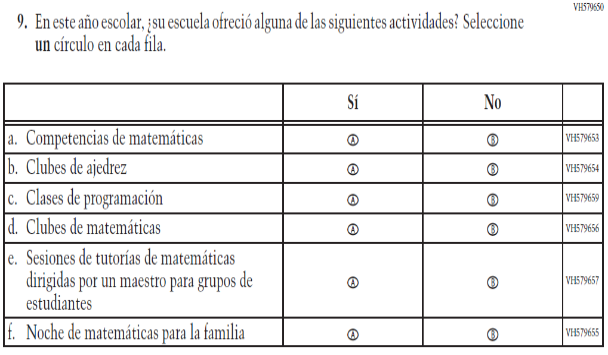 VH579650
9. En este año escolar, ¿su escuela ofreció alguna de las siguientes actividades? Seleccione
un círculo en cada fila.
Sí No
a. Competencias de matemáticas Ⓐ Ⓑ VH579653
b. Clubes de ajedrez Ⓐ Ⓑ VH579654
c. Clases de programación Ⓐ Ⓑ VH579659
d. Clubes de matemáticas Ⓐ Ⓑ VH579656
e. Sesiones de tutorías de matemáticas
dirigidas por un maestro para grupos de Ⓐ Ⓑ VH579657
estudiantes
f. Noche de matemáticas para la familia Ⓐ Ⓑ VH579655